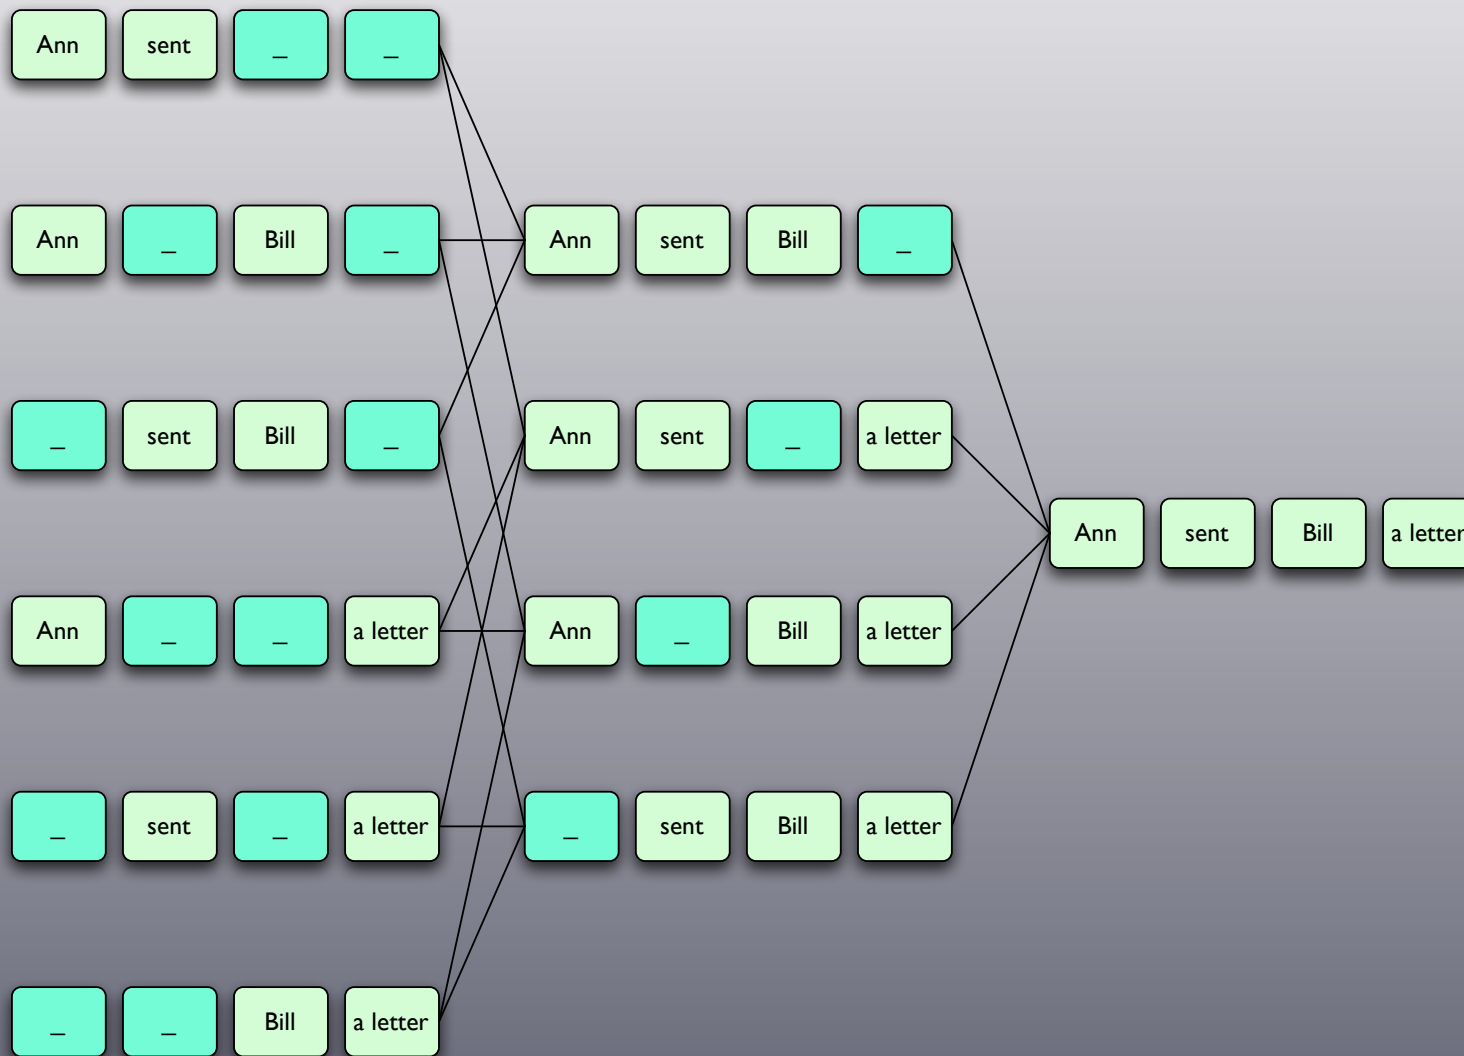 Ann sent _ _
Ann _ Bill _ Ann sent Bill _
_ sent Bill _ Ann sent _ a letter
Ann sent Bill a letter
Ann _ _ a letter Ann _ Bill a letter
_ sent _ a letter _ sent Bill a letter
_ _ Bill a letter